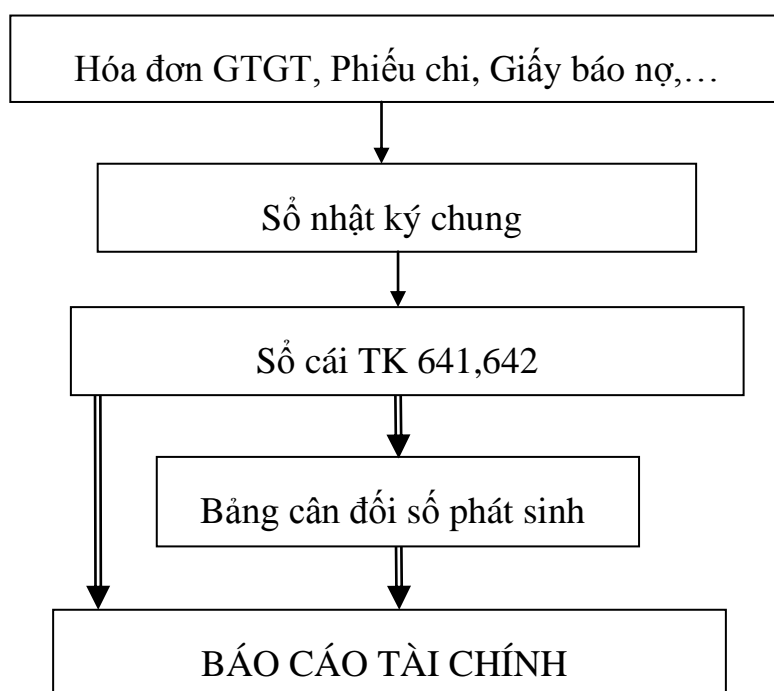 Hóa đơn GTGT, Phiếu chi, Giấy báo nợ,…
Sổ nhật ký chung
Sổ cái TK 641,642
Bảng cân đối số phát sinh
BÁO CÁO TÀI CHÍNH